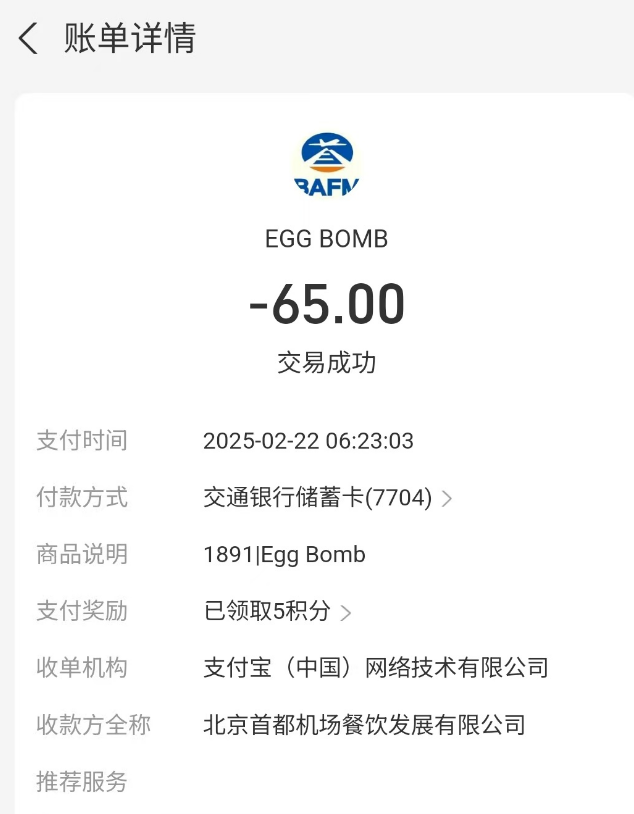 账单详情
BAFM
EGG BOMB
-65.00
交易成功
支付时间 2025-02-22 06:23:03
付款方式 交通银行储蓄卡(7704)
商品说明 1891|Egg Bomb
支付奖励 已领取5积分
收单机构 支付宝（中国）网络技术有限公司
收款方全称 北京首都机场餐饮发展有限公司
推荐服务